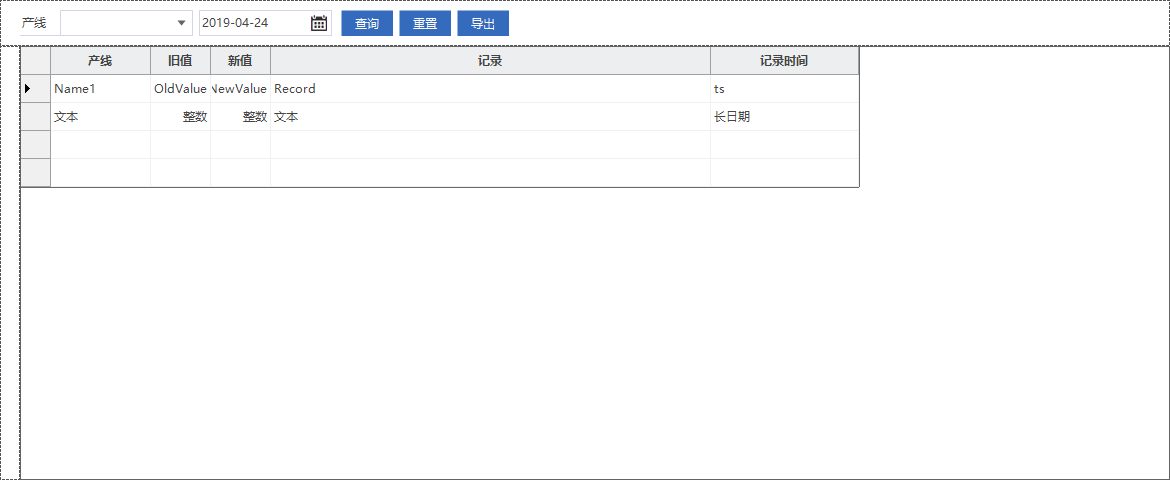 产线 2019-04-24 查询 重置 导出
产线 旧值 新值 记录 记录时间
Name1 OldValue NewValue Record ts
文本 整数 整数 文本 长日期